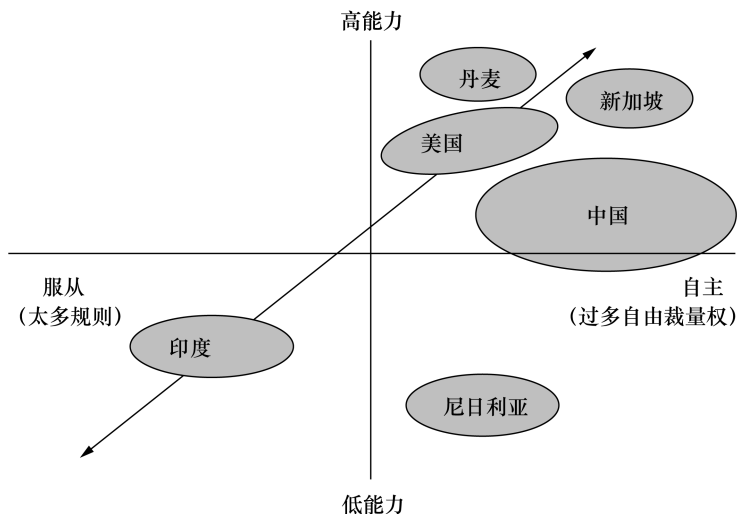 高能力
丹麦
新加坡
美国
中国
服从
(太多规则)
自主
(过多自由裁量权)
印度
尼日利亚
低能力